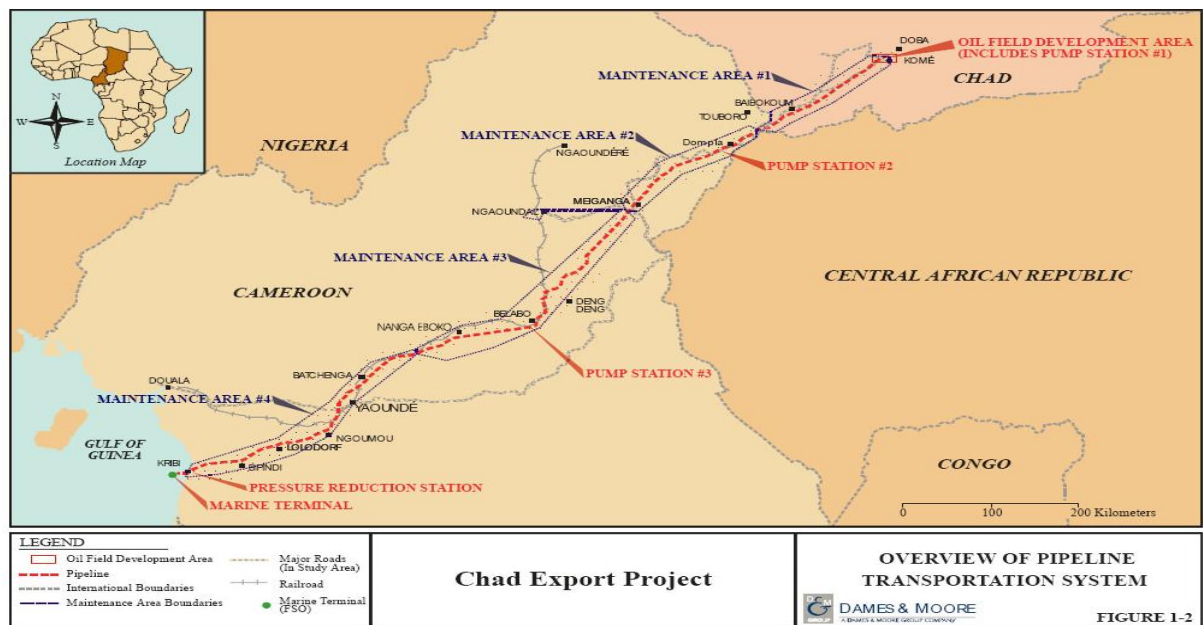 N
W
E
S
Location Map
NIGERIA
DOBA
OIL FIELD DEVELOPMENT AREA
(INCLUDES PUMP STATION #1)
KOMÉ
CHAD
MAINTENANCE AREA #1
BAIBOKOUM
TOUBORO
MAINTENANCE AREA #2
Dompla
NGAOUNDÉRÉ
PUMP STATION #2
MEIGANGA
NGAOUNDAL
MAINTENANCE AREA #3
CENTRAL AFRICAN REPUBLIC
CAMEROON
DENG
DENG
BELABO
NANGA EBOKO
PUMP STATION #3
BATCHENGA
DOUALA
MAINTENANCE AREA #4
YAOUNDÉ
NGOUMOU
GULF OF
GUINEA
LOLODORF
KRIBI
BIPINDI
CONGO
PRESSURE REDUCTION STATION
MARINE TERMINAL
0 100 200 Kilometers
LEGEND
Oil Field Development Area
Pipeline
International Boundaries
Maintenance Area Boundaries
Major Roads
(In Study Area)
Railroad
Marine Terminal
(FSO)
Chad Export Project
OVERVIEW OF PIPELINE
TRANSPORTATION SYSTEM
D&M
GROUP
DAMES & MOORE
A DAMES & MOORE GROUP COMPANY
FIGURE 1-2